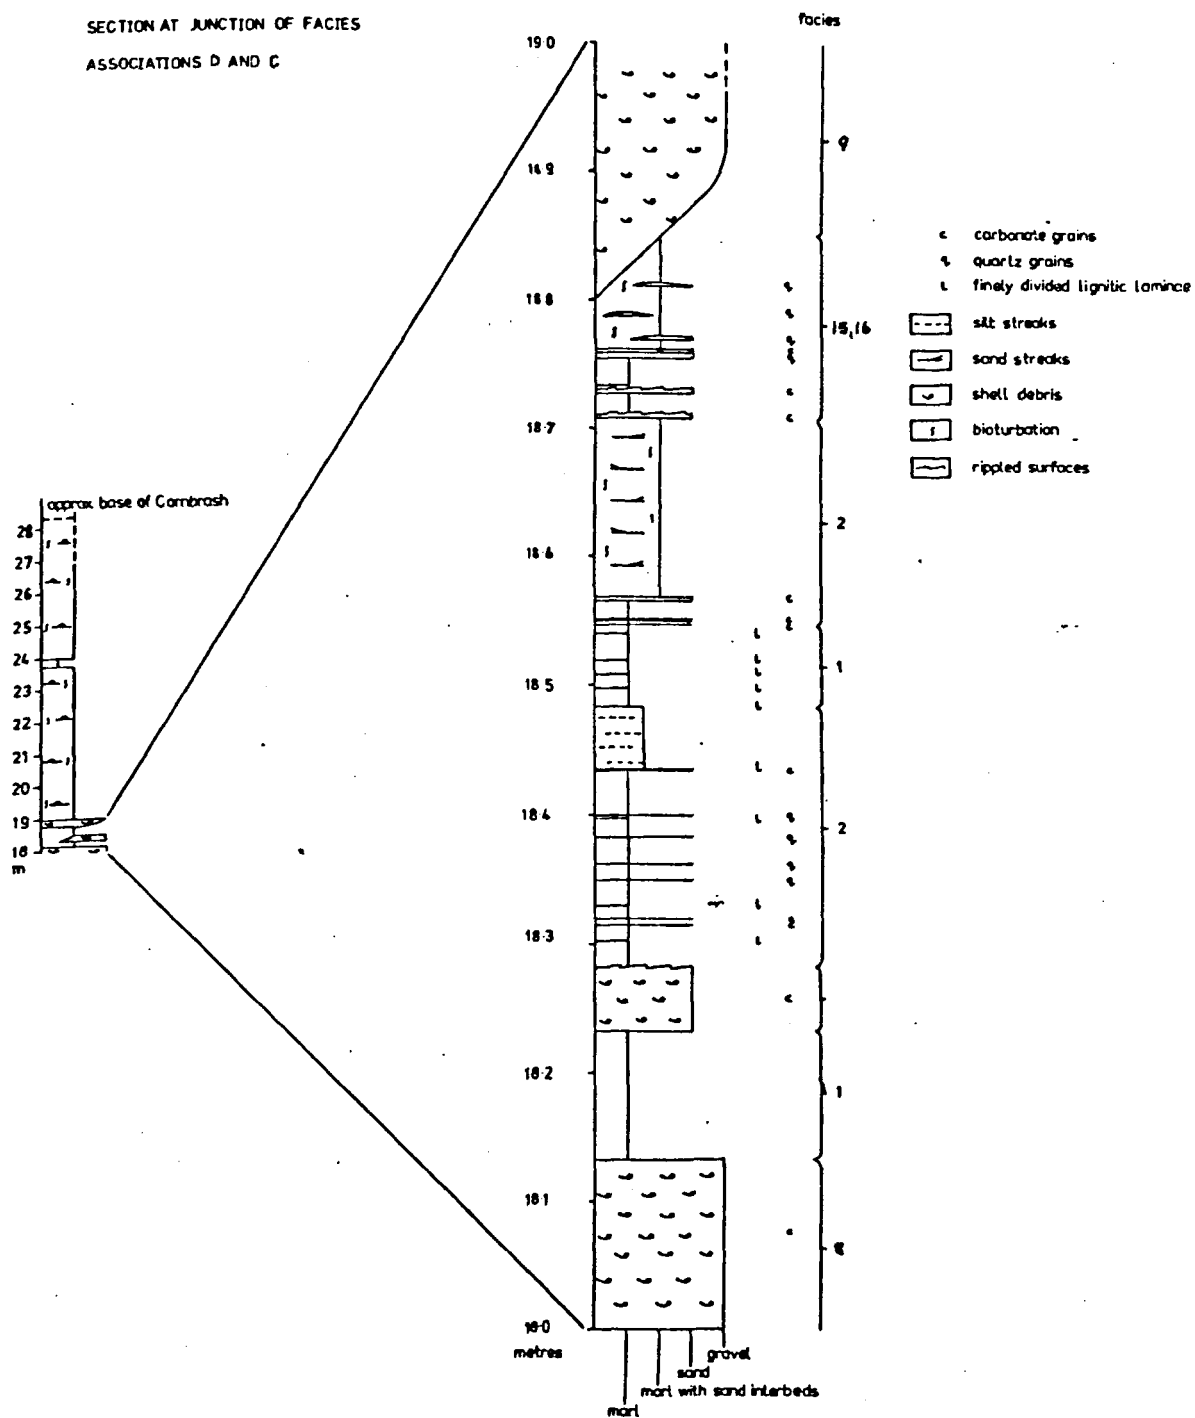 SECTION AT JUNCTION OF FACIES
ASSOCIATIONS D AND C
facies
19·0
18·9
18·8
18·7
18·6
18·5
18·4
18·3
18·2
18·1
18·0
metres
gravel
sand
marl with sand interbeds
marl
9
15,16
2
1
2
1
c carbonate grains
q quartz grains
l finely divided lignitic laminae
silt streaks
sand streaks
shell debris
bioturbation
rippled surfaces
approx base of Cornbrash
28
27
26
25
24
23
22
21
20
19
18
m